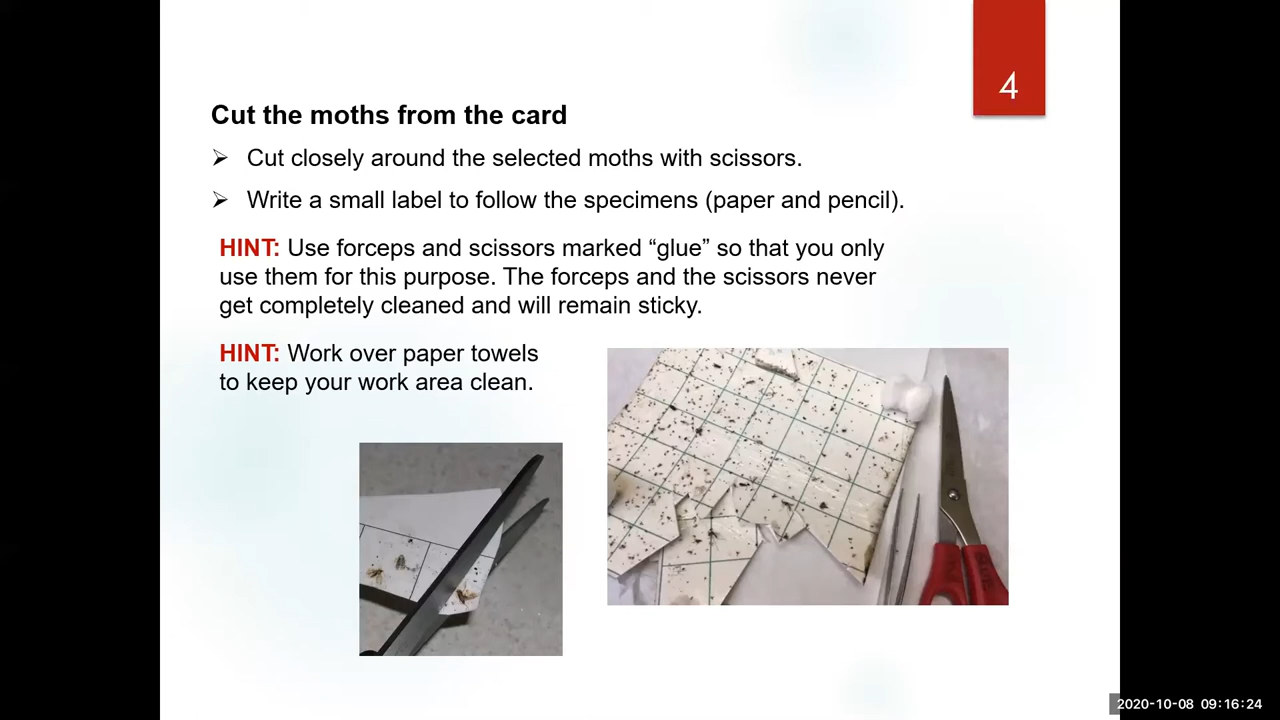 4
Cut the moths from the card
➢ Cut closely around the selected moths with scissors.
➢ Write a small label to follow the specimens (paper and pencil).
HINT: Use forceps and scissors marked “glue” so that you only
use them for this purpose. The forceps and the scissors never
get completely cleaned and will remain sticky.
HINT: Work over paper towels
to keep your work area clean.
2020-10-08 09:16:24